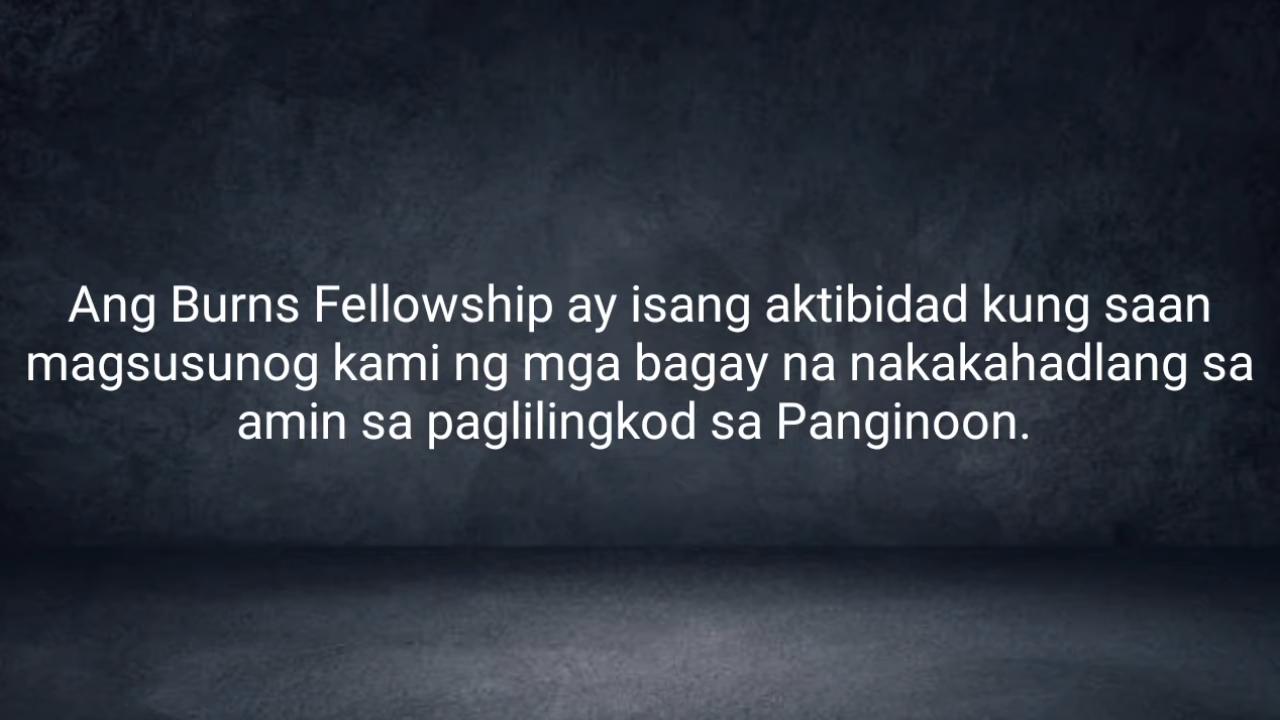 Ang Burns Fellowship ay isang aktibidad kung saan
magsusunog kami ng mga bagay na nakakahadlang sa
amin sa paglilingkod sa Panginoon.